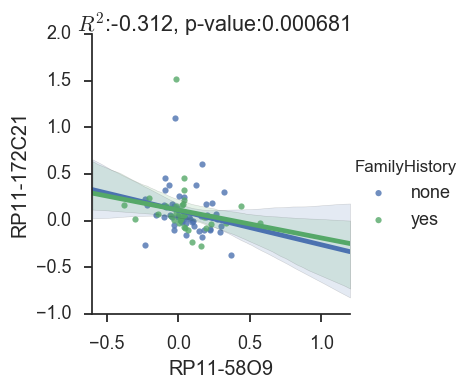 R²:-0.312, p-value:0.000681
2.0
1.5
1.0
0.5
0.0
−0.5
−1.0
RP11-172C21
−0.5 0.0 0.5 1.0
RP11-58O9
FamilyHistory
none
yes